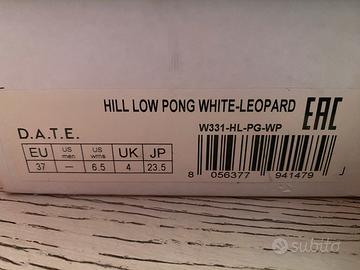 HILL LOW PONG WHITE-LEOPARD
EAC
D.A.T.E.
W331-HL-PG-WP
EU US men US wms UK JP
37 — 6.5 4 23.5
8 056377 941479 J
subito